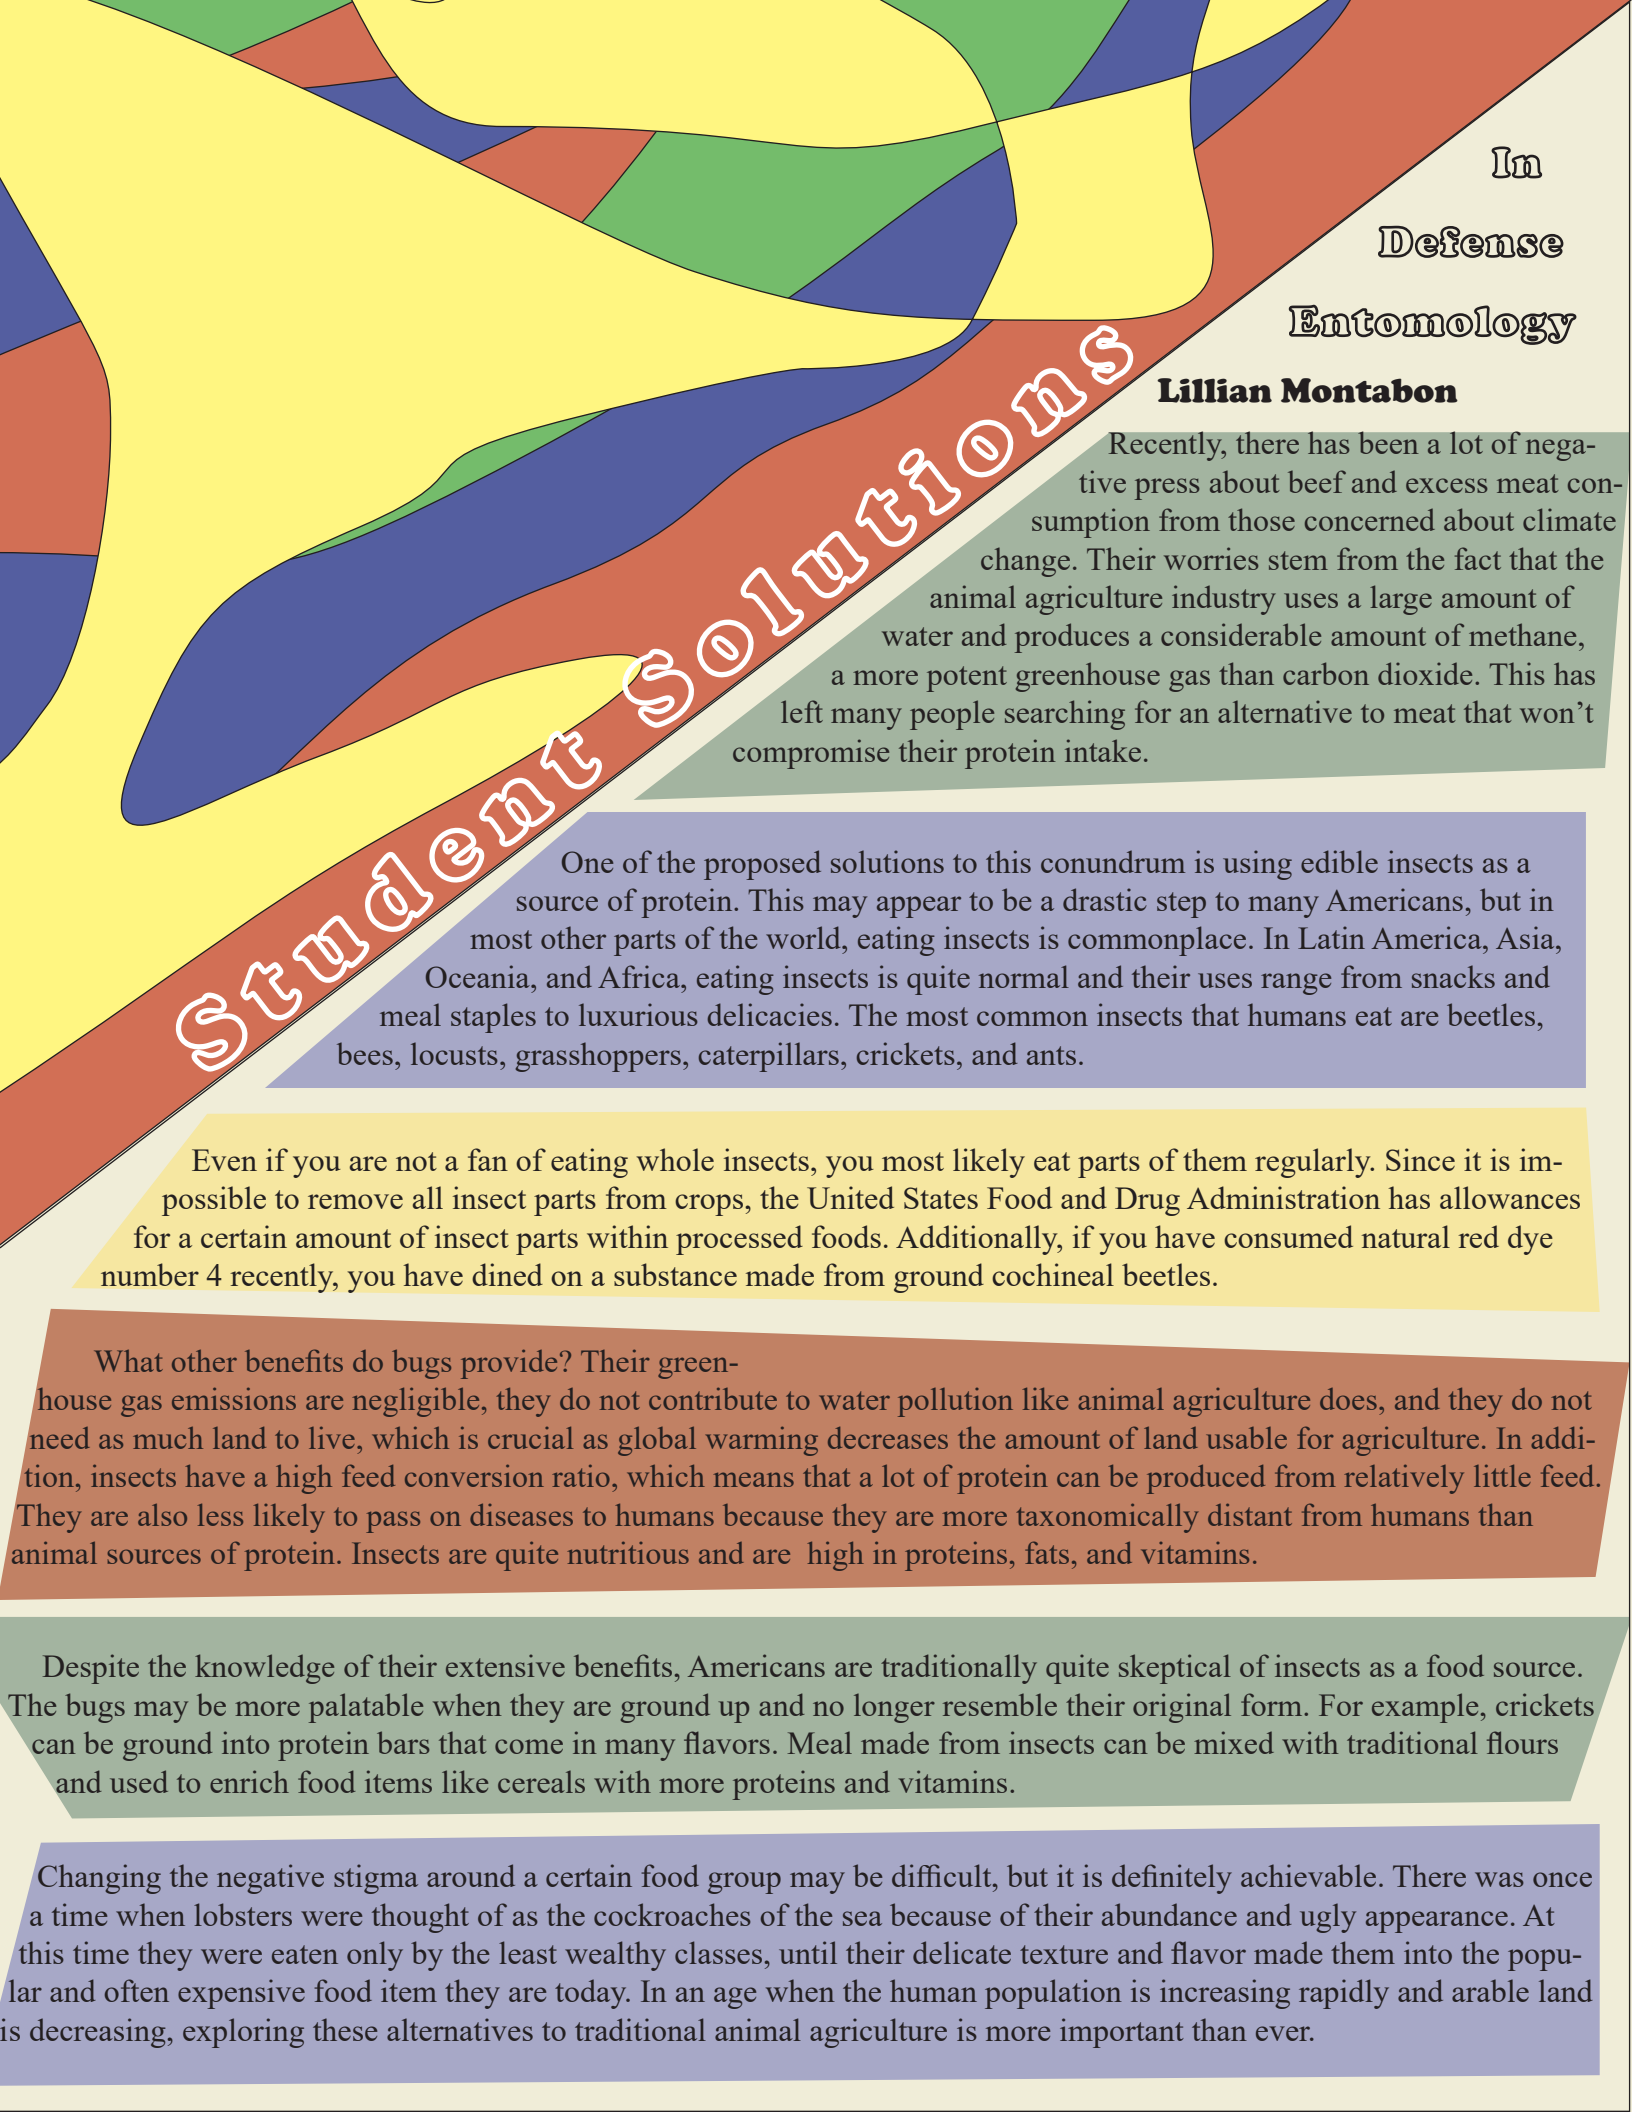 Student Solutions
In
Defense
Entomology
Lillian Montabon
Recently, there has been a lot of nega-
tive press about beef and excess meat con-
sumption from those concerned about climate
change. Their worries stem from the fact that the
animal agriculture industry uses a large amount of
water and produces a considerable amount of methane,
a more potent greenhouse gas than carbon dioxide. This has
left many people searching for an alternative to meat that won’t
compromise their protein intake.
One of the proposed solutions to this conundrum is using edible insects as a
source of protein. This may appear to be a drastic step to many Americans, but in
most other parts of the world, eating insects is commonplace. In Latin America, Asia,
Oceania, and Africa, eating insects is quite normal and their uses range from snacks and
meal staples to luxurious delicacies. The most common insects that humans eat are beetles,
bees, locusts, grasshoppers, caterpillars, crickets, and ants.
Even if you are not a fan of eating whole insects, you most likely eat parts of them regularly. Since it is im-
possible to remove all insect parts from crops, the United States Food and Drug Administration has allowances
for a certain amount of insect parts within processed foods. Additionally, if you have consumed natural red dye
number 4 recently, you have dined on a substance made from ground cochineal beetles.
What other benefits do bugs provide? Their green-
house gas emissions are negligible, they do not contribute to water pollution like animal agriculture does, and they do not
need as much land to live, which is crucial as global warming decreases the amount of land usable for agriculture. In addi-
tion, insects have a high feed conversion ratio, which means that a lot of protein can be produced from relatively little feed.
They are also less likely to pass on diseases to humans because they are more taxonomically distant from humans than
animal sources of protein. Insects are quite nutritious and are  high in proteins, fats, and vitamins.
Despite the knowledge of their extensive benefits, Americans are traditionally quite skeptical of insects as a food source.
The bugs may be more palatable when they are ground up and no longer resemble their original form. For example, crickets
can be ground into protein bars that come in many flavors. Meal made from insects can be mixed with traditional flours
and used to enrich food items like cereals with more proteins and vitamins.
Changing the negative stigma around a certain food group may be difficult, but it is definitely achievable. There was once
a time when lobsters were thought of as the cockroaches of the sea because of their abundance and ugly appearance. At
this time they were eaten only by the least wealthy classes, until their delicate texture and flavor made them into the popu-
lar and often expensive food item they are today. In an age when the human population is increasing rapidly and arable land
is decreasing, exploring these alternatives to traditional animal agriculture is more important than ever.